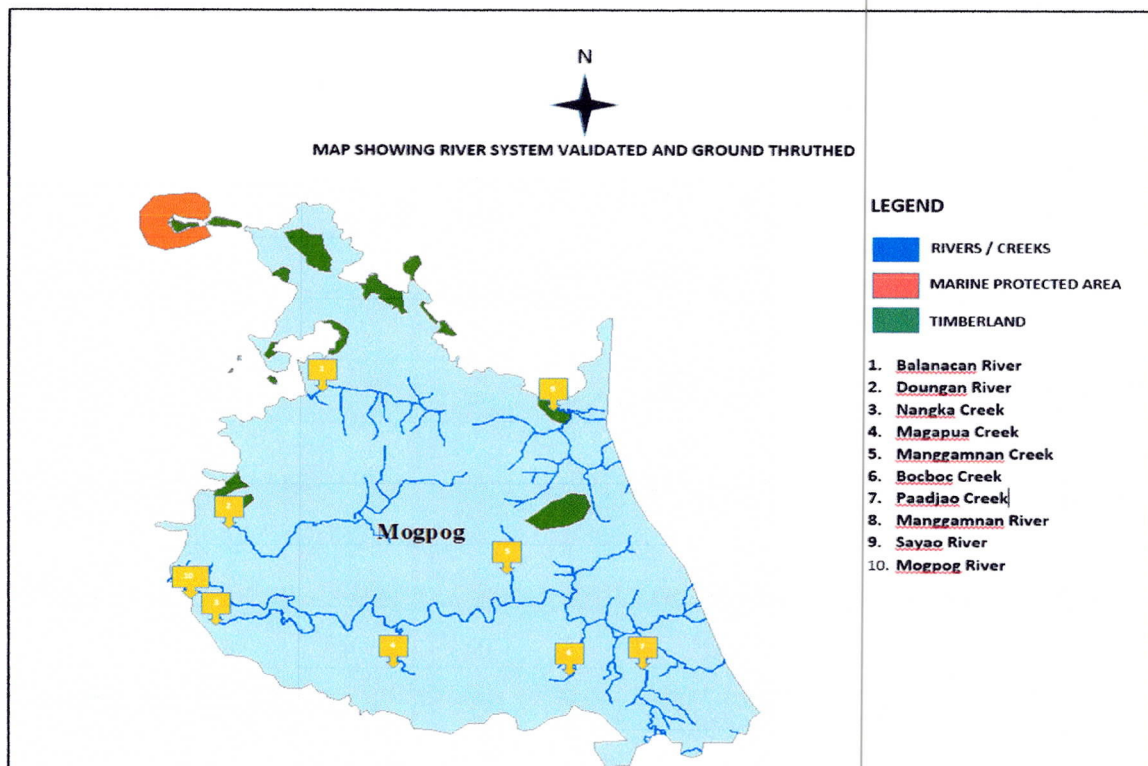 N
MAP SHOWING RIVER SYSTEM VALIDATED AND GROUND THRUTHED
LEGEND
RIVERS / CREEKS
MARINE PROTECTED AREA
TIMBERLAND
1. Balanacan River
2. Doungan River
3. Nangka Creek
4. Magapua Creek
5. Manggamnan Creek
6. Bocboc Creek
7. Paadjao Creek
8. Manggamnan River
9. Sayao River
10. Mogpog River
2
Mogpog
10
6
7